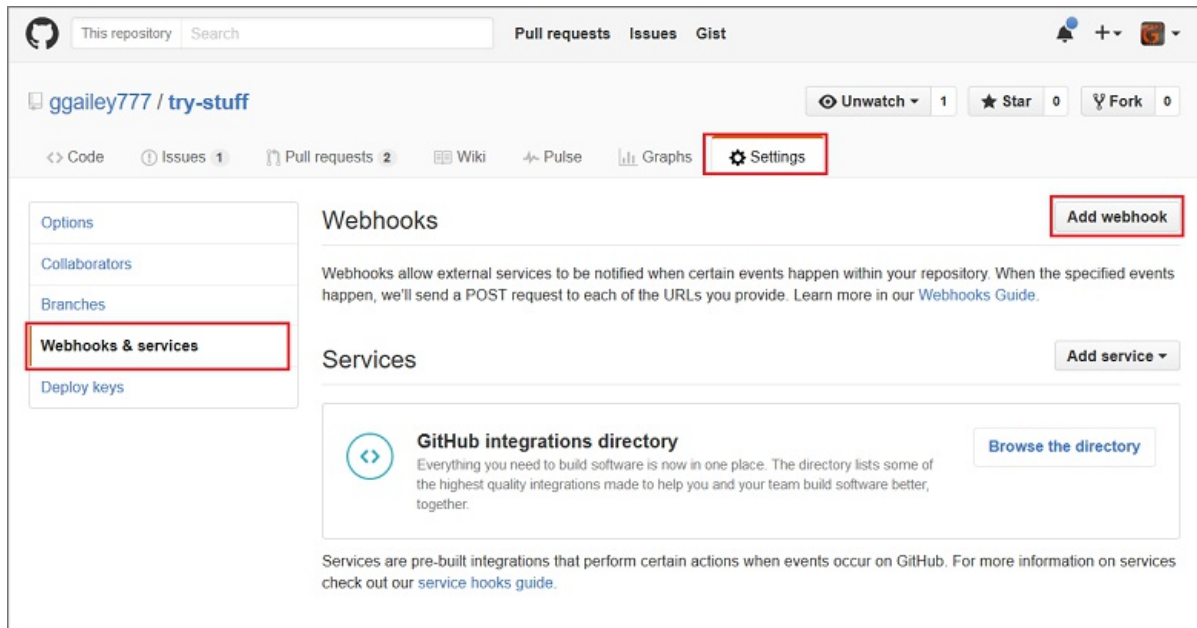 This repository Search Pull requests Issues Gist
ggailey777 / try-stuff Unwatch 1 Star 0 Fork 0
Code Issues 1 Pull requests 2 Wiki Pulse Graphs Settings
Options
Collaborators
Branches
Webhooks & services
Deploy keys
Webhooks Add webhook
Webhooks allow external services to be notified when certain events happen within your repository. When the specified events
happen, we'll send a POST request to each of the URLs you provide. Learn more in our Webhooks Guide.
Services Add service
GitHub integrations directory
Everything you need to build software is now in one place. The directory lists some of
the highest quality integrations made to help you and your team build software better,
together.
Browse the directory
Services are pre-built integrations that perform certain actions when events occur on GitHub. For more information on services
check out our service hooks guide.